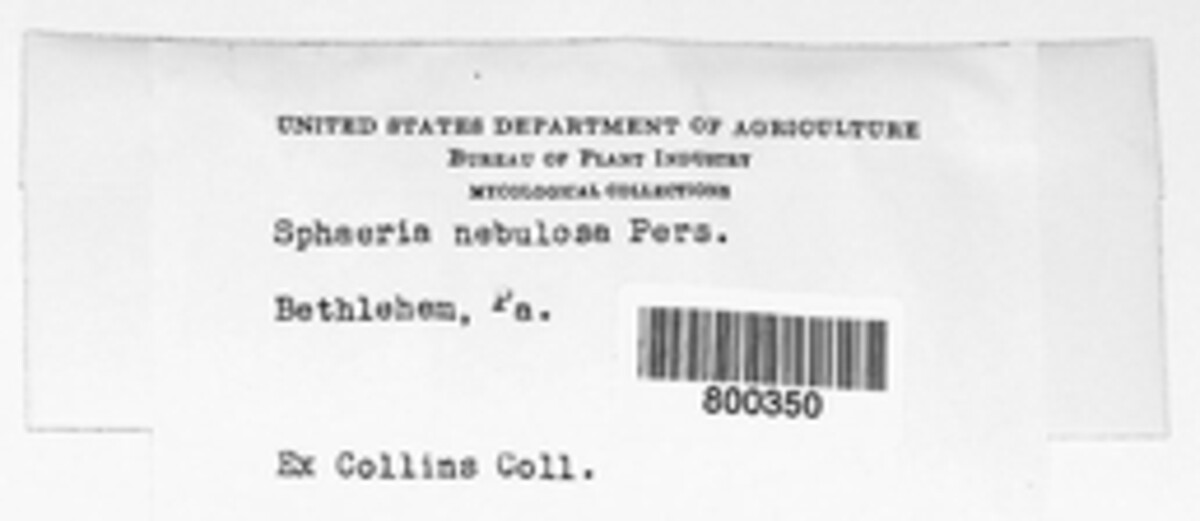 UNITED STATES DEPARTMENT OF AGRICULTURE
BUREAU OF PLANT INDUSTRY
MYCOLOGICAL COLLECTIONS
Sphaeria nebulosa Pers.
Bethlehem, Pa.
800350
Ex Collins Coll.